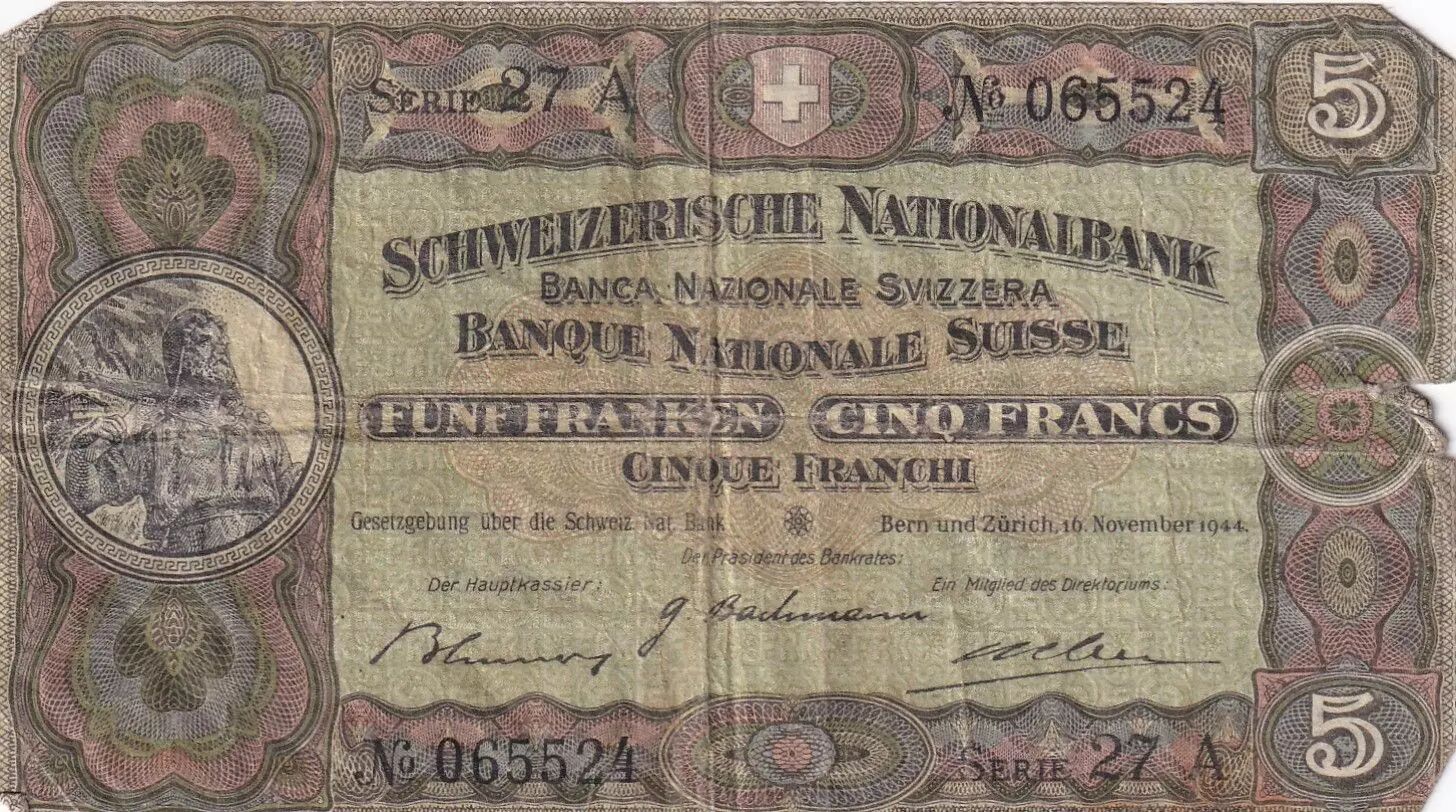 SERIE 27 A
№ 065524
5
SCHWEIZERISCHE NATIONALBANK
BANCA NAZIONALE SVIZZERA
BANQUE NATIONALE SUISSE
FÜNF FRANKEN CINQ FRANCS
CINQUE FRANCHI
Gesetzgebung über die Schweiz. Nat. Bank
Bern und Zürich, 16. November 1944.
Der Präsident des Bankrates:
Der Hauptkassier:
Ein Mitglied des Direktoriums:
G. Bachmann
№ 065524
SERIE 27 A
5